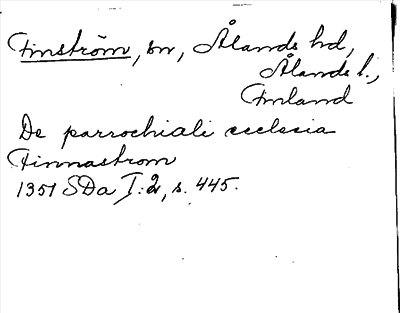 Finström, sn, Ålands hd,
Ålands l.,
Finland
De parrochiali ecclesia
Finnastrom
1351 SDa I:2, s. 445.